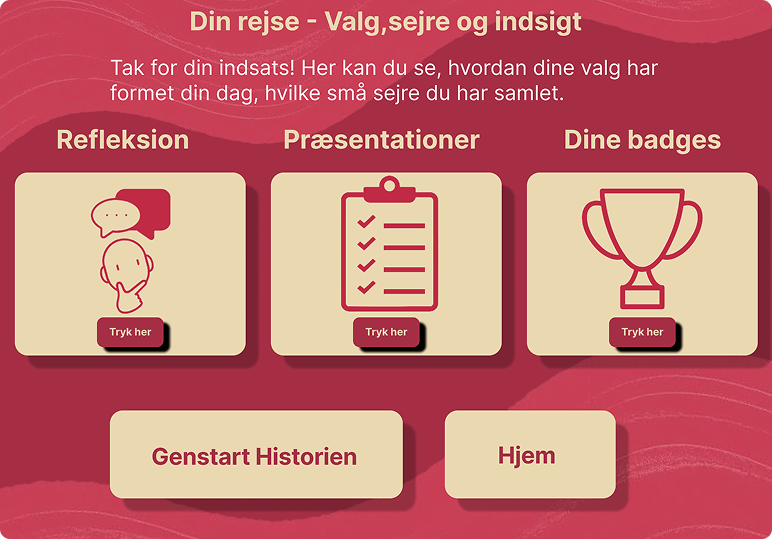 Din rejse - Valg,sejre og indsigt
Tak for din indsats! Her kan du se, hvordan dine valg har
formet din dag, hvilke små sejre du har samlet.
Refleksion
Præsentationer
Dine badges
Tryk her
Tryk her
Tryk her
Genstart Historien
Hjem